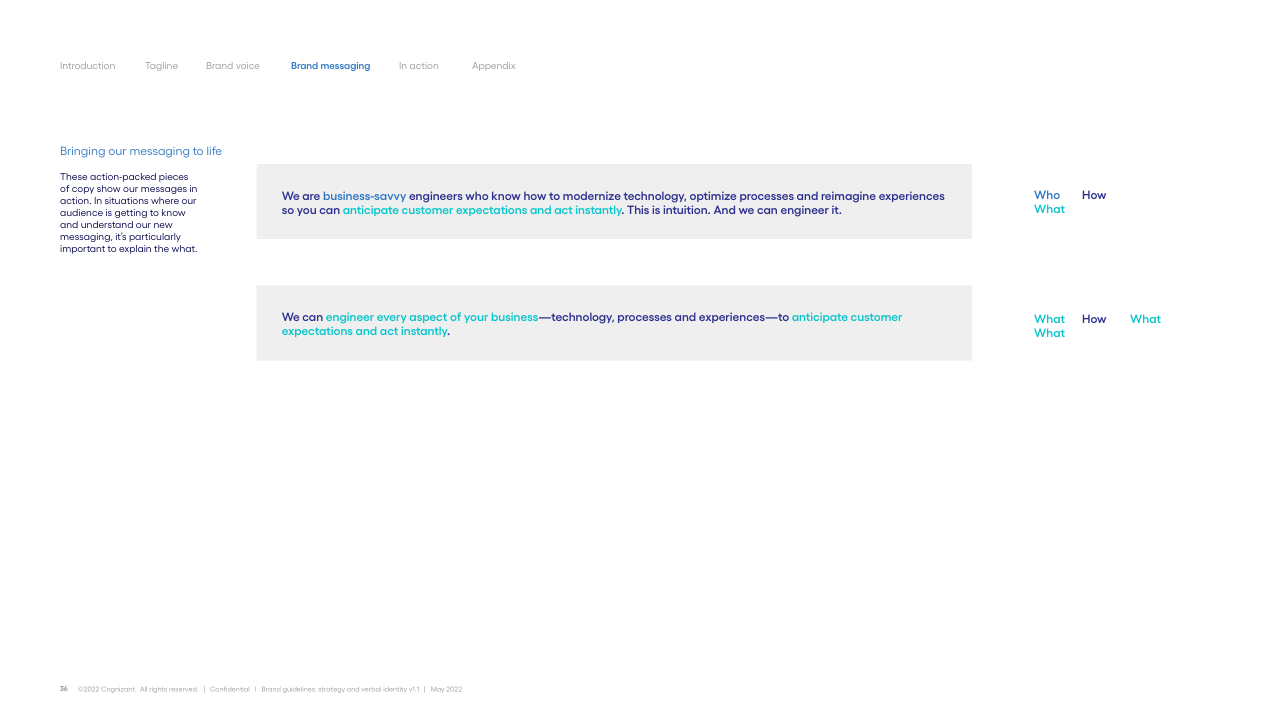 Introduction Tagline Brand voice Brand messaging In action Appendix
Bringing our messaging to life
These action-packed pieces
of copy show our messages in
action. In situations where our
audience is getting to know
and understand our new
messaging, it’s particularly
important to explain the what.
We are business-savvy engineers who know how to modernize technology, optimize processes and reimagine experiences
so you can anticipate customer expectations and act instantly. This is intuition. And we can engineer it.
Who How
What
We can engineer every aspect of your business—technology, processes and experiences—to anticipate customer
expectations and act instantly.
What How What
What
36 ©2022 Cognizant. All rights reserved. | Confidential | Brand guidelines: strategy and verbal identity v1.1 | May 2022